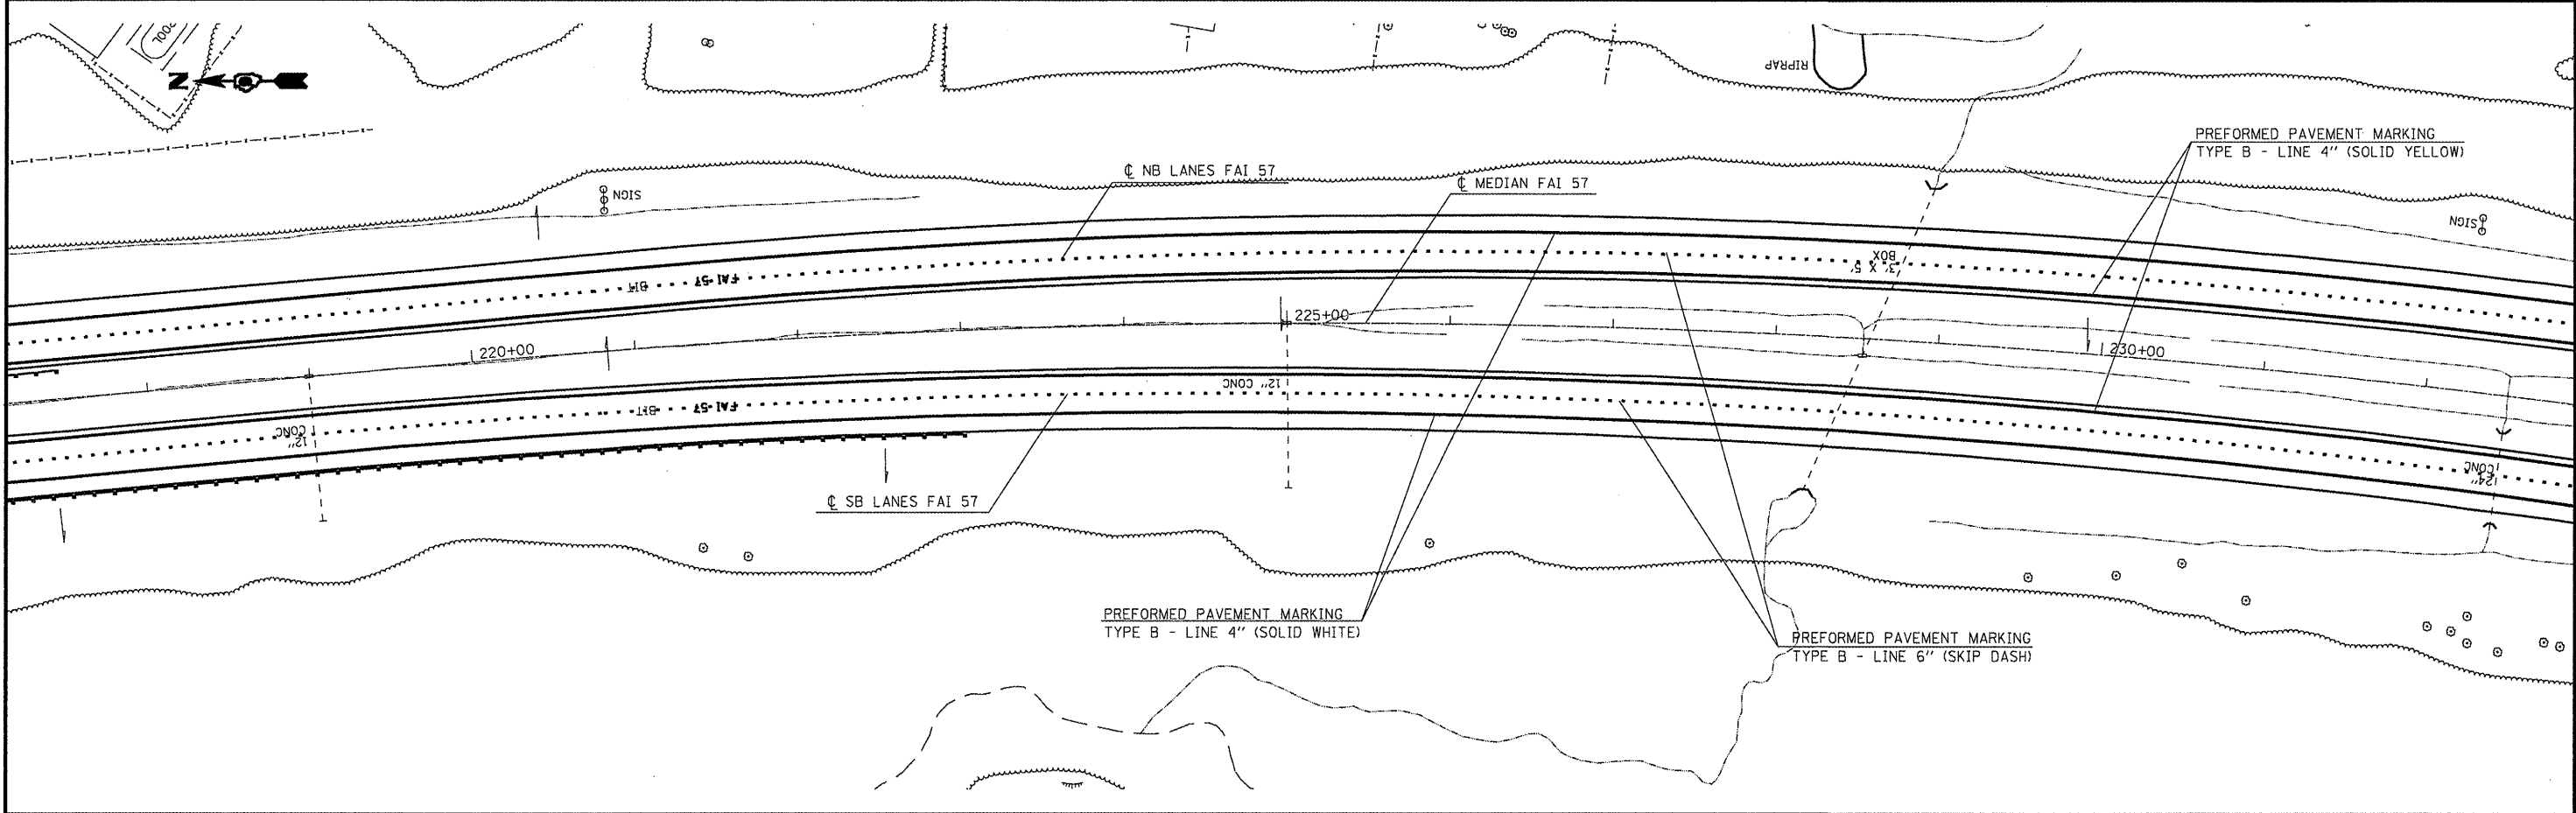 POOL
N
RIPRAP
PREFORMED PAVEMENT MARKING
TYPE B - LINE 4" (SOLID YELLOW)
℄ NB LANES FAI 57
℄ MEDIAN FAI 57
SIGN
SIGN
3' X 5'
BOX
BIT
FAI-57
225+00
220+00
230+00
12" CONC
BIT
FAI-57
12"
CONC
24"
CONC
℄ SB LANES FAI 57
PREFORMED PAVEMENT MARKING
TYPE B - LINE 4" (SOLID WHITE)
PREFORMED PAVEMENT MARKING
TYPE B - LINE 6" (SKIP DASH)